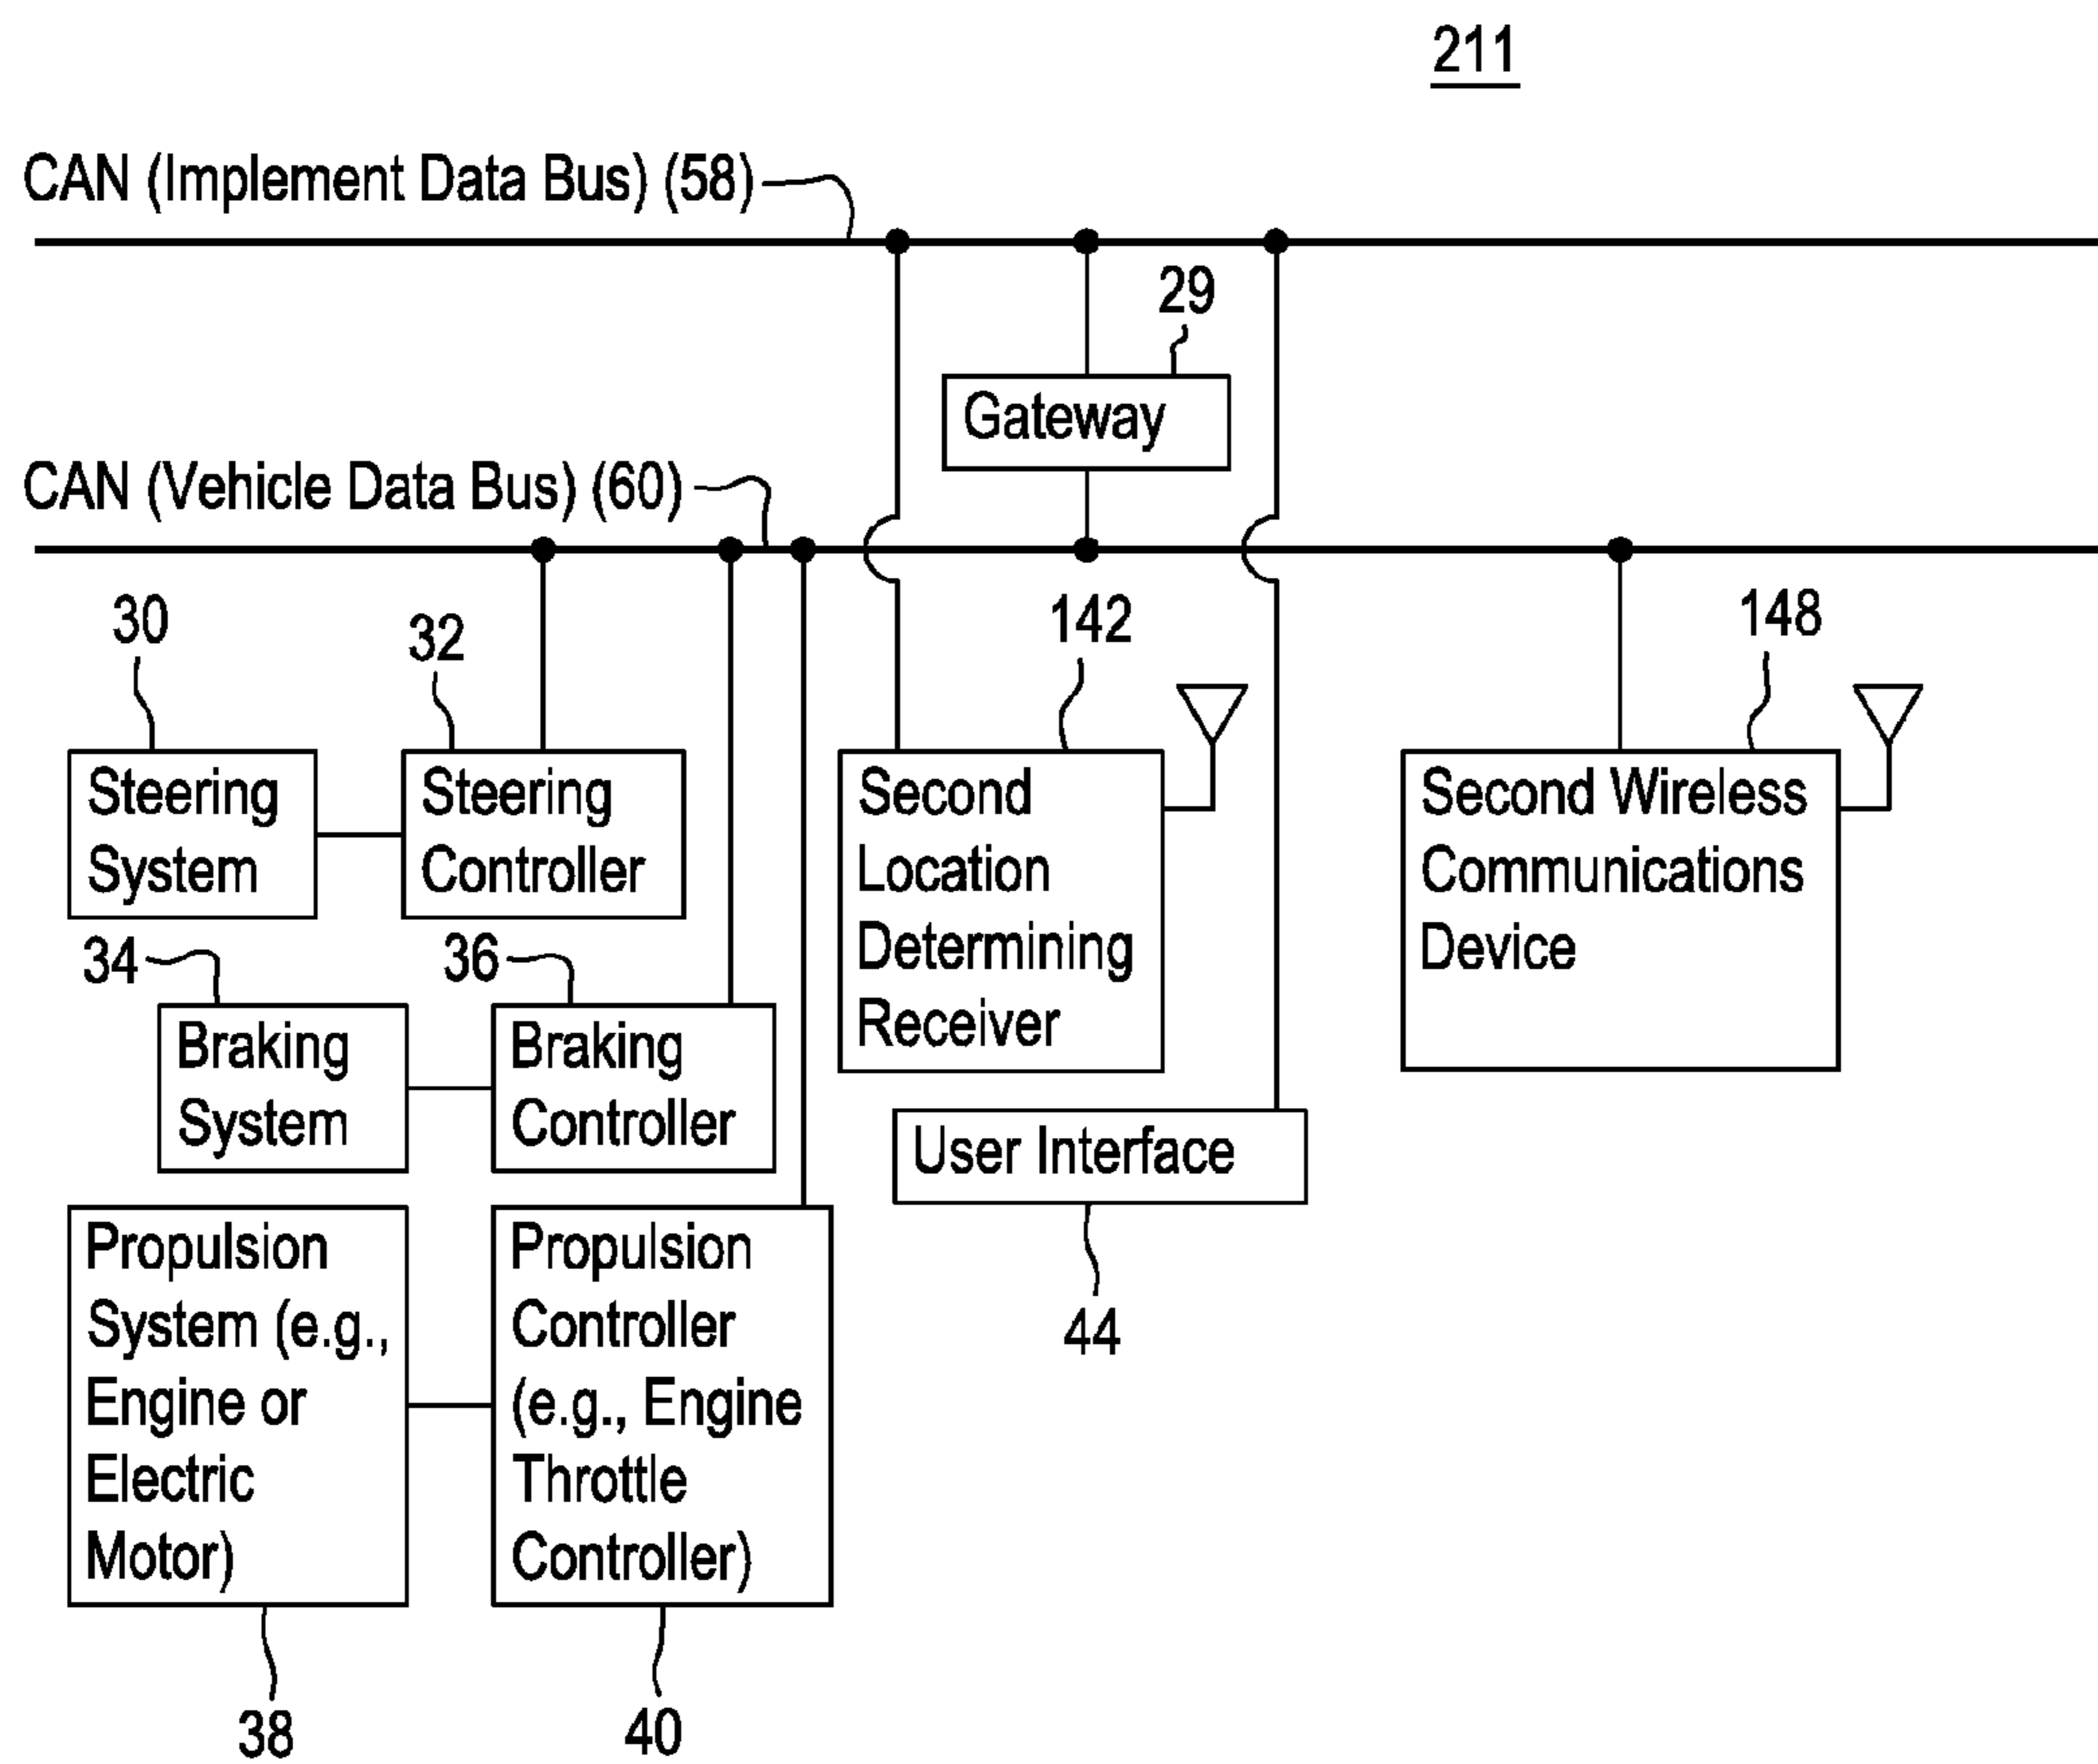 211
CAN (Implement Data Bus) (58)
29
Gateway
CAN (Vehicle Data Bus) (60)
30
32
142
148
Steering
System
Steering
Controller
Second
Location
Determining
Receiver
Second Wireless
Communications
Device
34
36
Braking
System
Braking
Controller
User Interface
44
Propulsion
System (e.g.,
Engine or
Electric
Motor)
Propulsion
Controller
(e.g., Engine
Throttle
Controller)
38
40